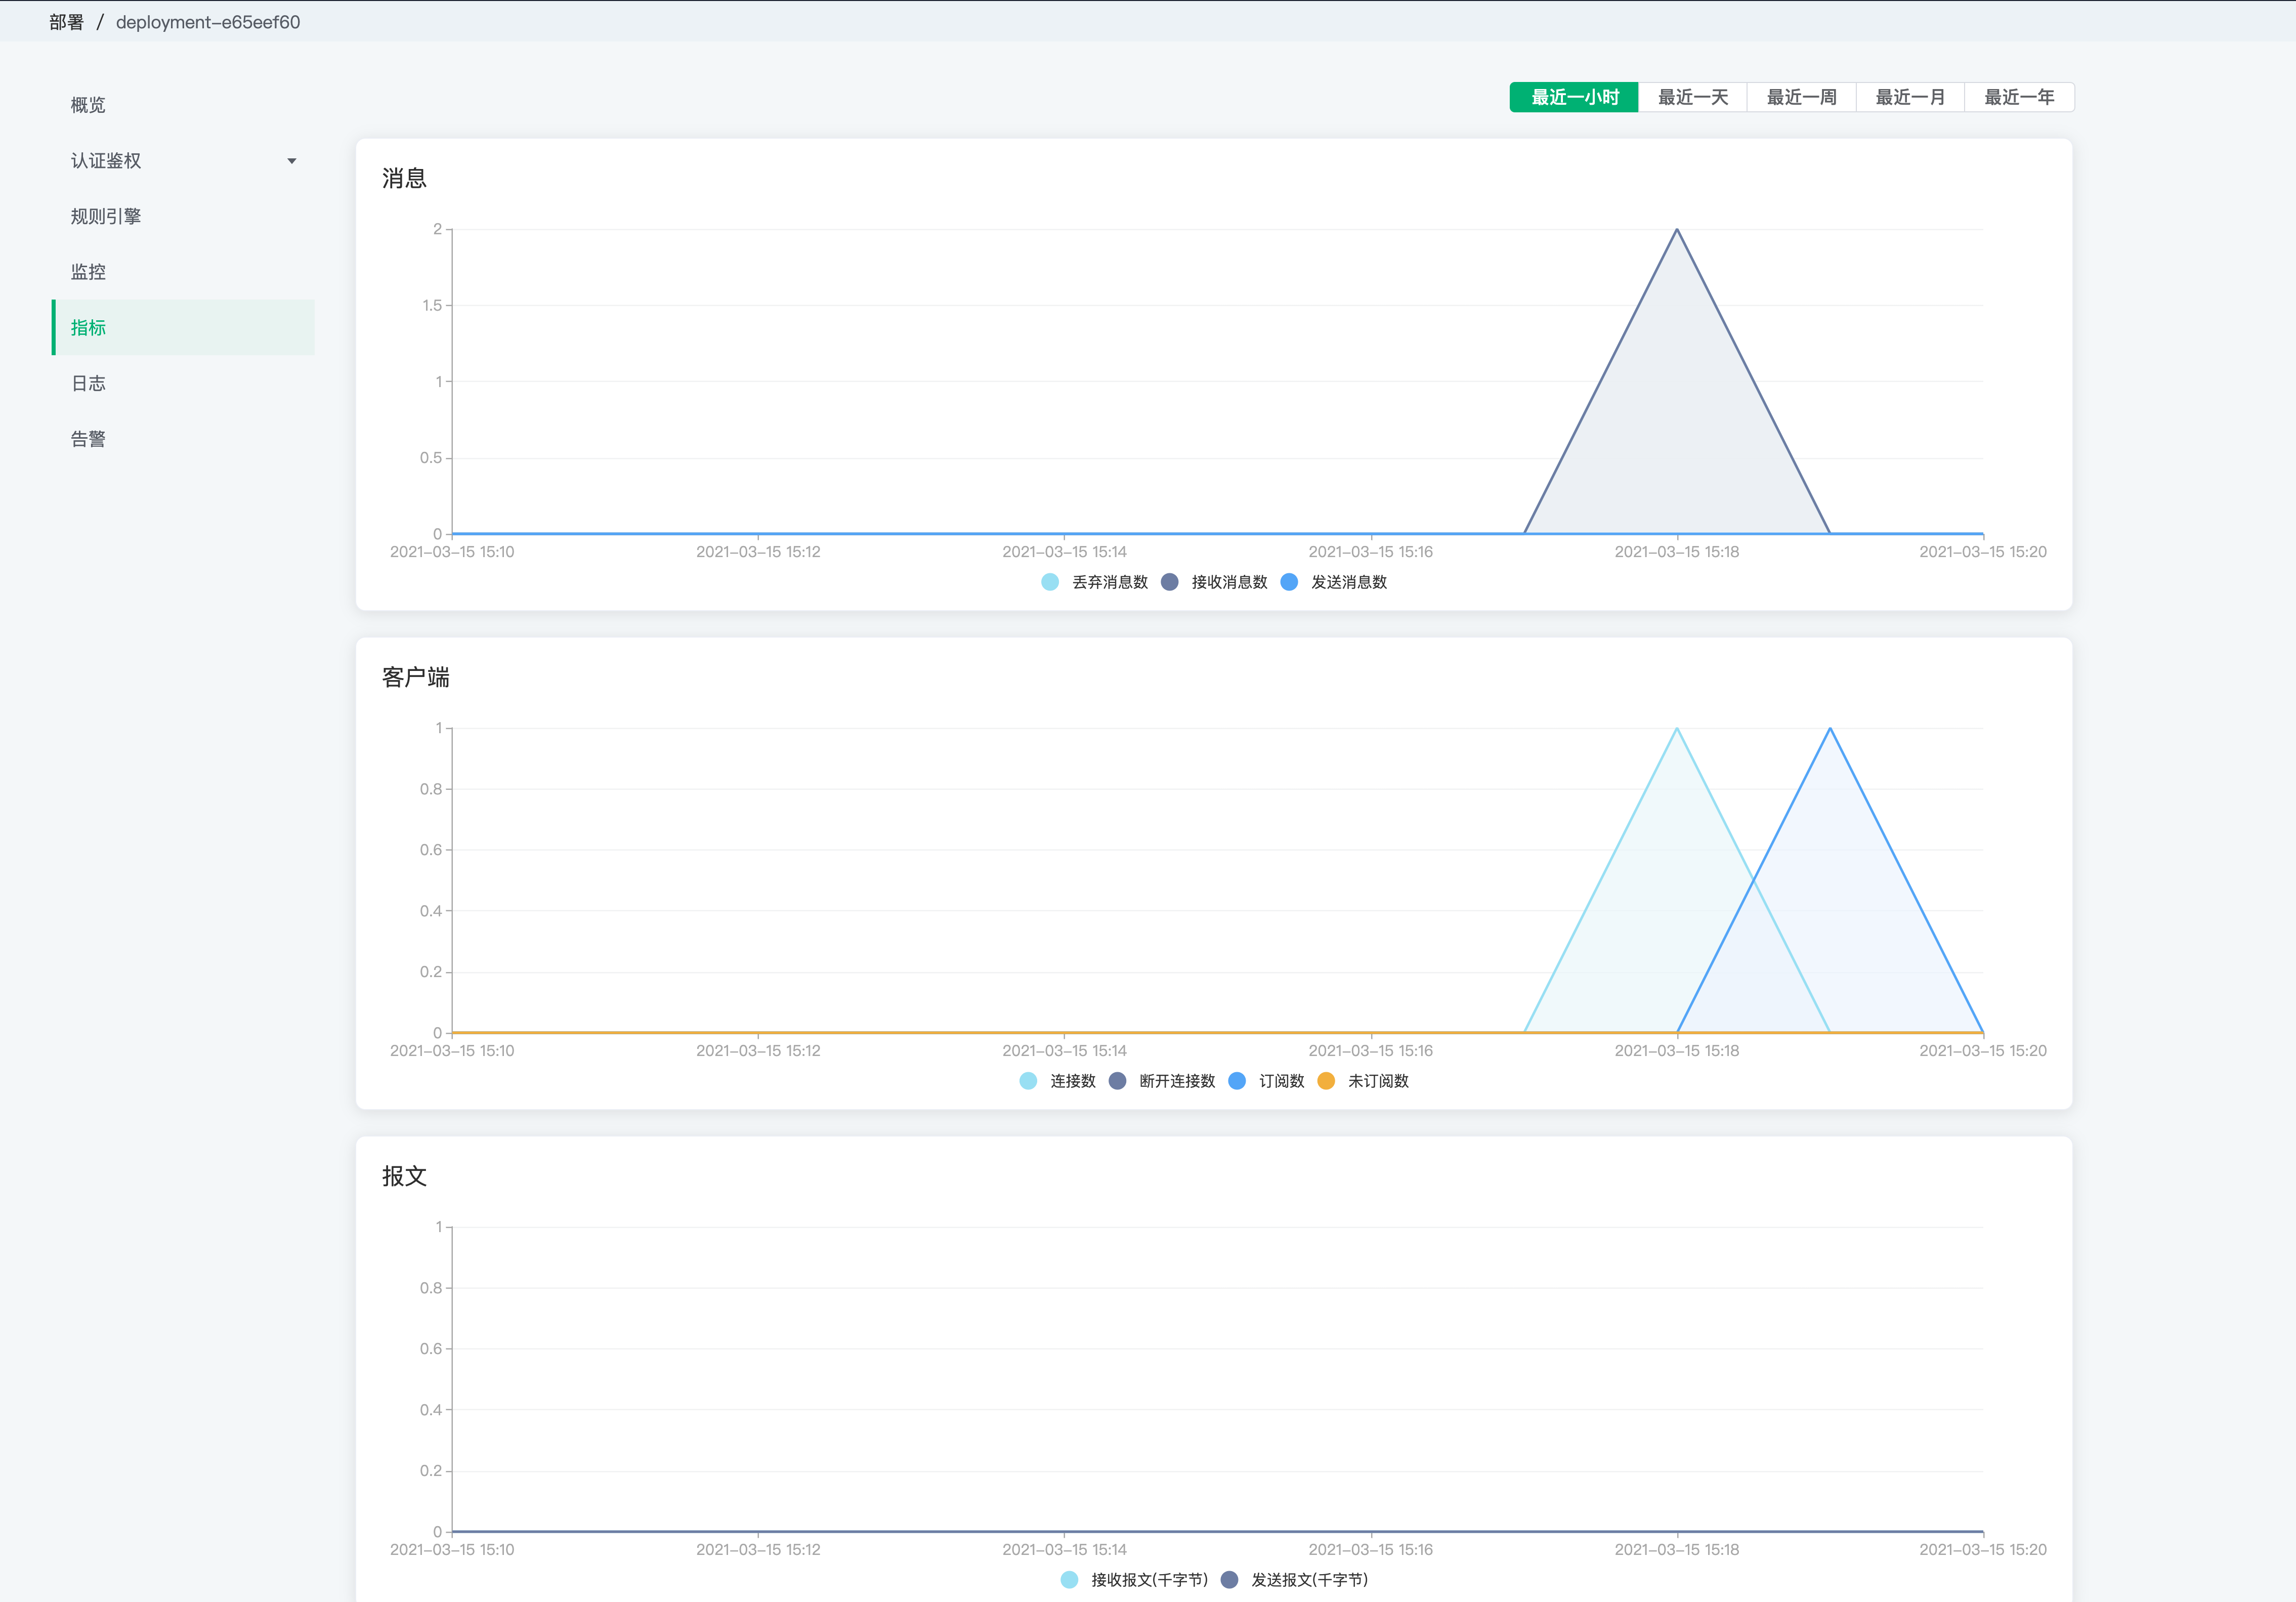 部署 / deployment-e65eef60
概览
认证鉴权
规则引擎
监控
指标
日志
告警
最近一小时 最近一天 最近一周 最近一月 最近一年
消息
2
1.5
1
0.5
0
2021-03-15 15:10 2021-03-15 15:12 2021-03-15 15:14 2021-03-15 15:16 2021-03-15 15:18 2021-03-15 15:20
丢弃消息数 接收消息数 发送消息数
客户端
1
0.8
0.6
0.4
0.2
0
2021-03-15 15:10 2021-03-15 15:12 2021-03-15 15:14 2021-03-15 15:16 2021-03-15 15:18 2021-03-15 15:20
连接数 断开连接数 订阅数 未订阅数
报文
1
0.8
0.6
0.4
0.2
0
2021-03-15 15:10 2021-03-15 15:12 2021-03-15 15:14 2021-03-15 15:16 2021-03-15 15:18 2021-03-15 15:20
接收报文(千字节) 发送报文(千字节)